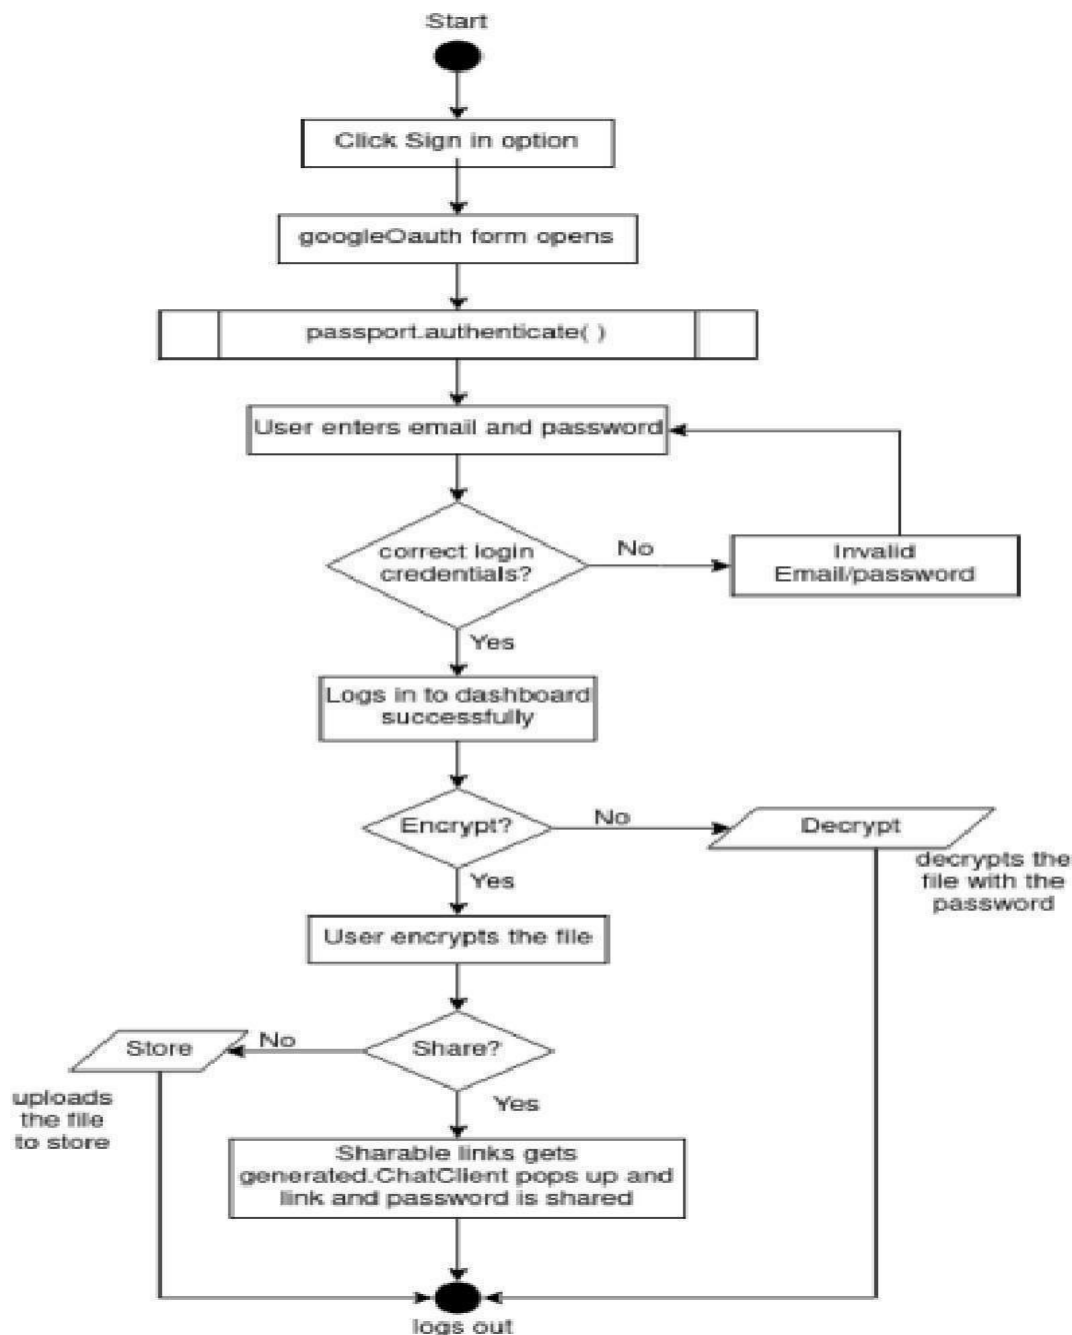 Start
Click Sign in option
googleOauth form opens
passport.authenticate( )
User enters email and password
correct login
credentials?
No
Invalid
Email/password
Yes
Logs in to dashboard
successfully
Encrypt?
No
Decrypt
decrypts the
file with the
password
Yes
User encrypts the file
Share?
No
Store
uploads
the file
to store
Yes
Sharable links gets
generated.ChatClient pops up and
link and password is shared
logs out